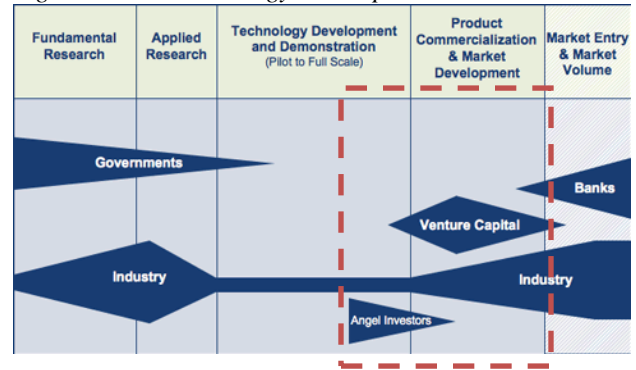 Fundamental
Research
Applied
Research
Technology Development
and Demonstration
(Pilot to Full Scale)
Product
Commercialization
& Market
Development
Market Entry
& Market
Volume
Governments
Banks
Venture Capital
Industry
Industry
Angel Investors